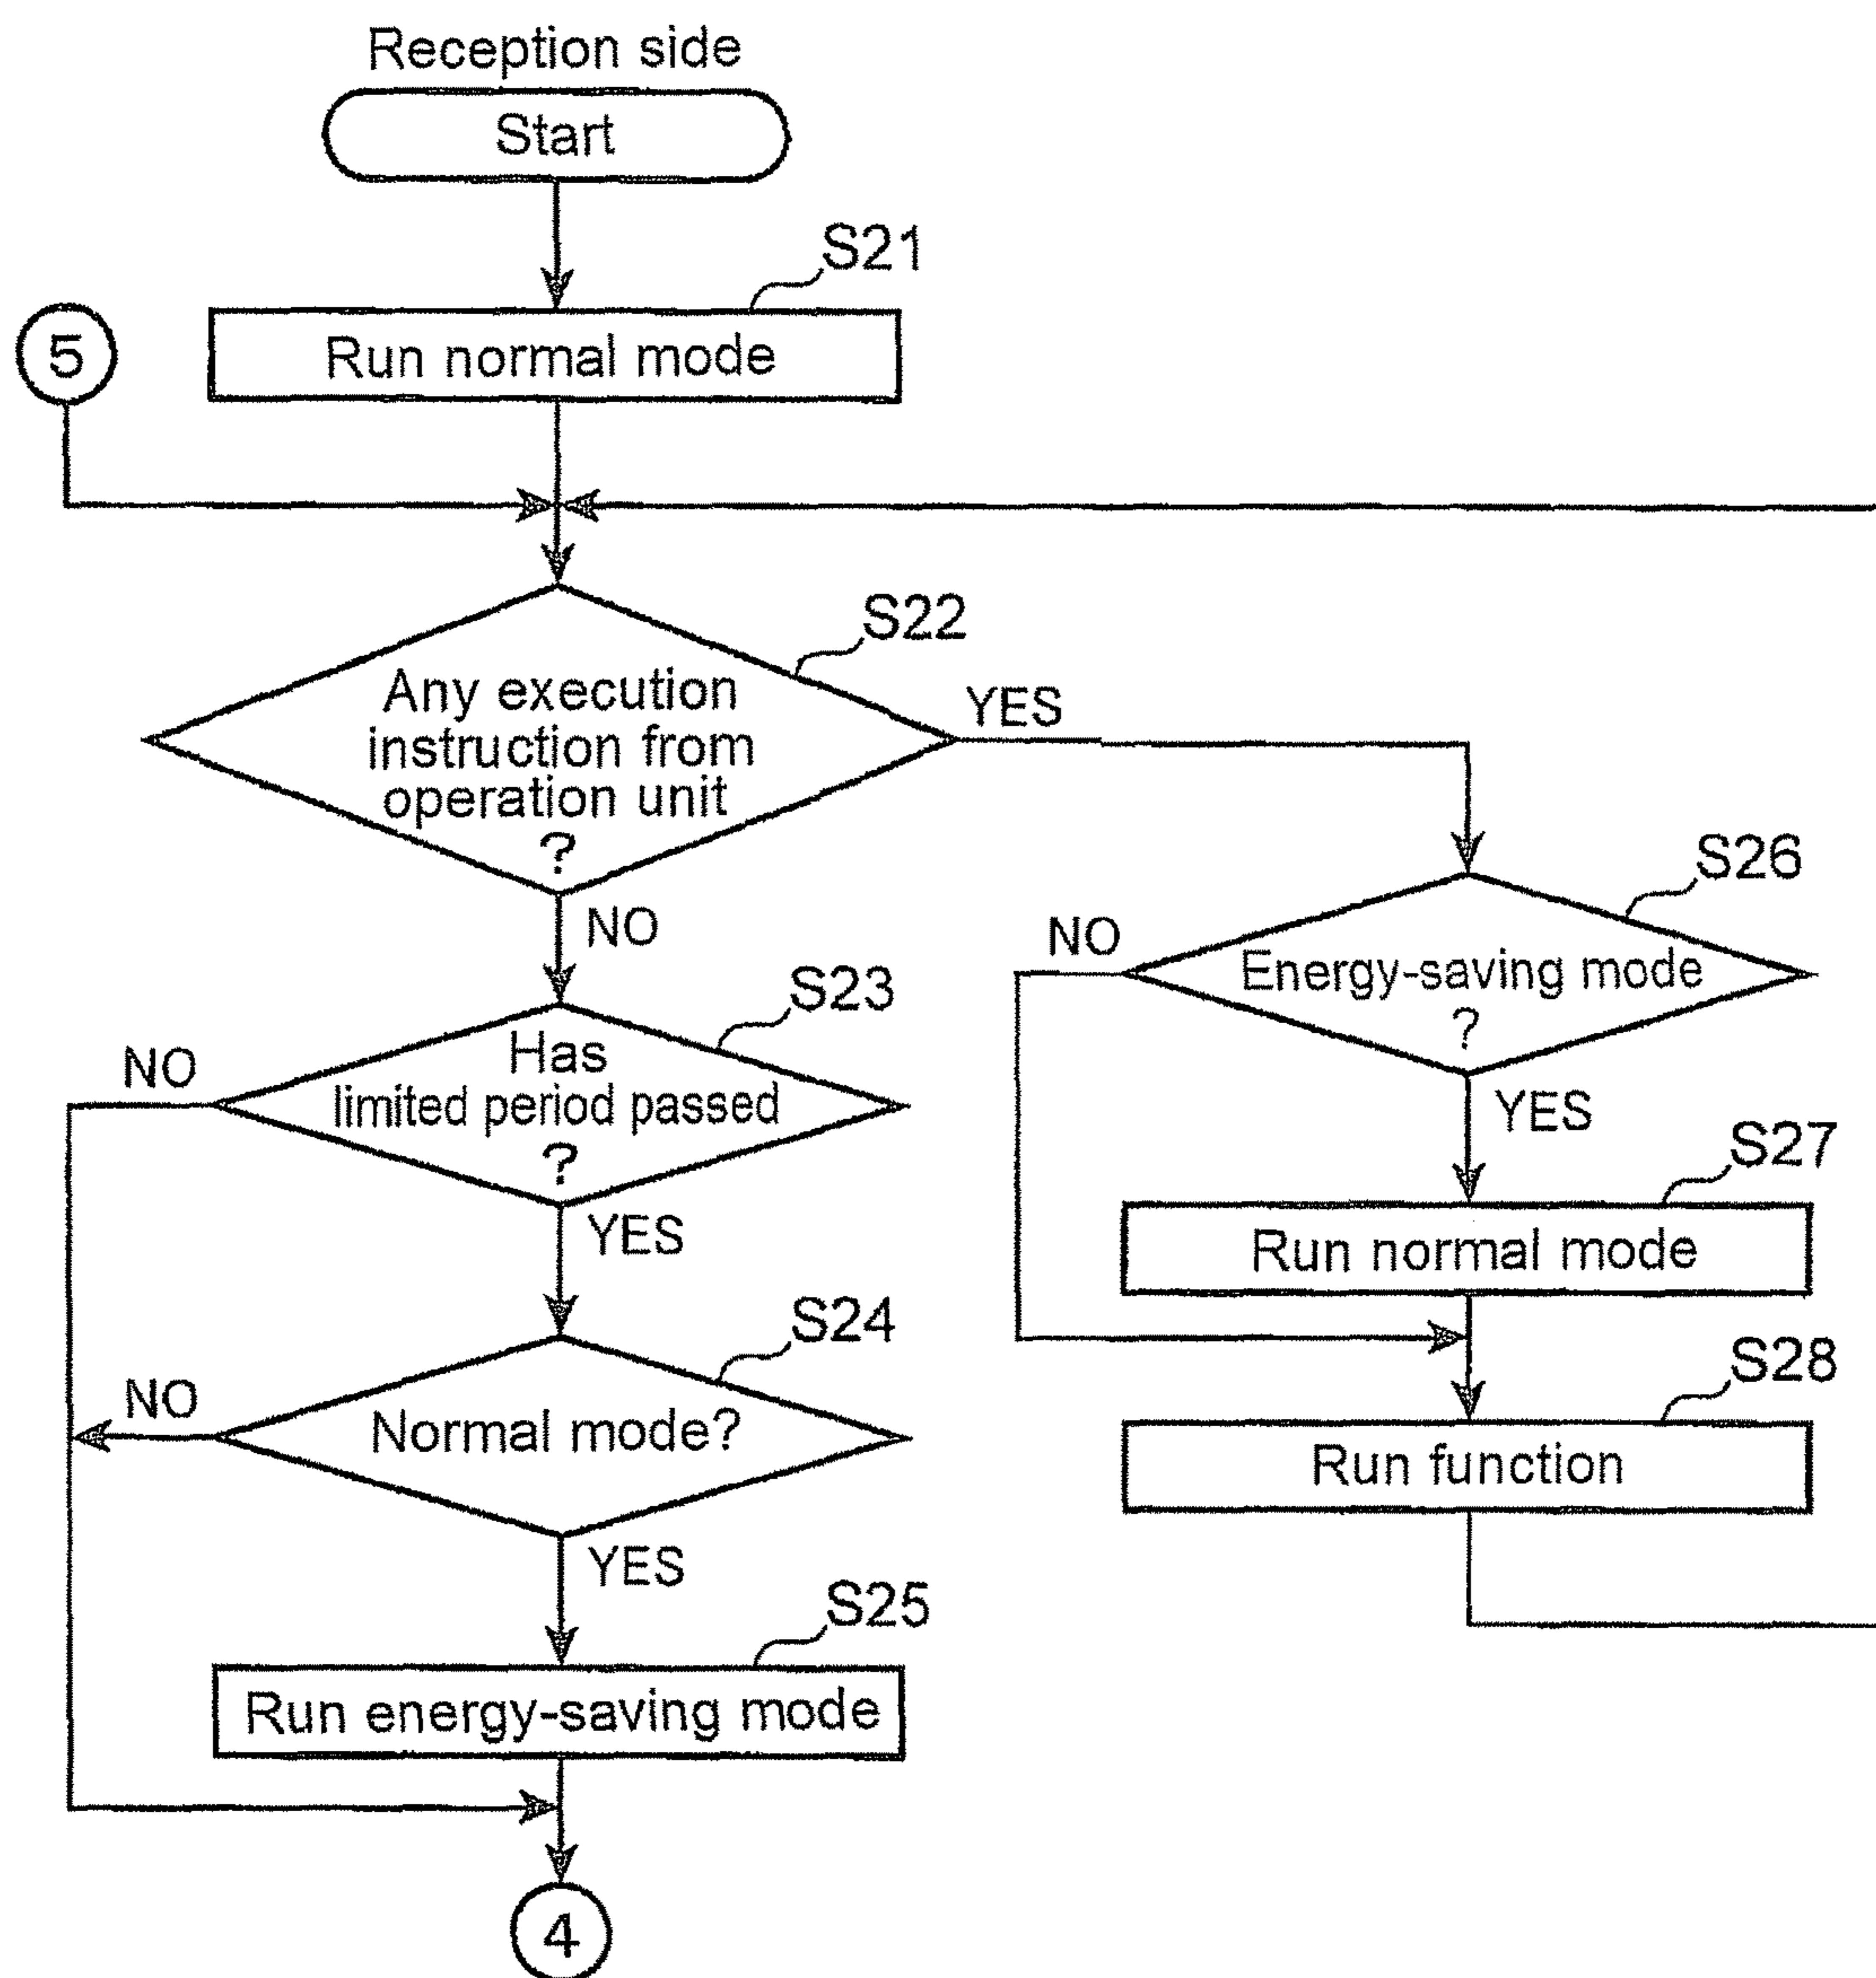 Reception side
Start
S21
5
Run normal mode
S22
Any execution
instruction from
operation unit
?
YES
NO
S26
NO
Energy-saving mode
?
YES
S23
NO
Has
limited period passed
?
YES
S27
Run normal mode
S24
NO
Normal mode?
YES
S28
Run function
S25
Run energy-saving mode
4